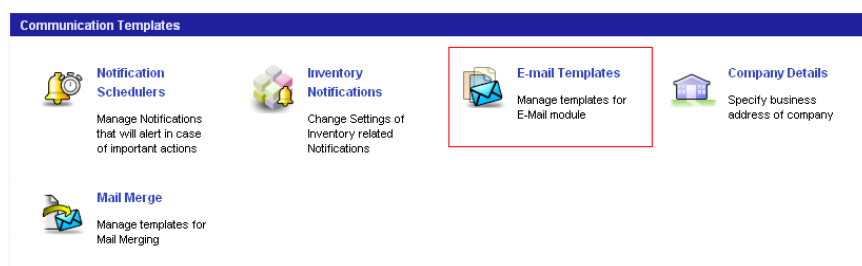 Communication Templates
Notification
Schedulers
Manage Notifications
that will alert in case
of important actions
Inventory
Notifications
Change Settings of
Inventory related
Notifications
E-mail Templates
Manage templates for
E-Mail module
Company Details
Specify business
address of company
Mail Merge
Manage templates for
Mail Merging